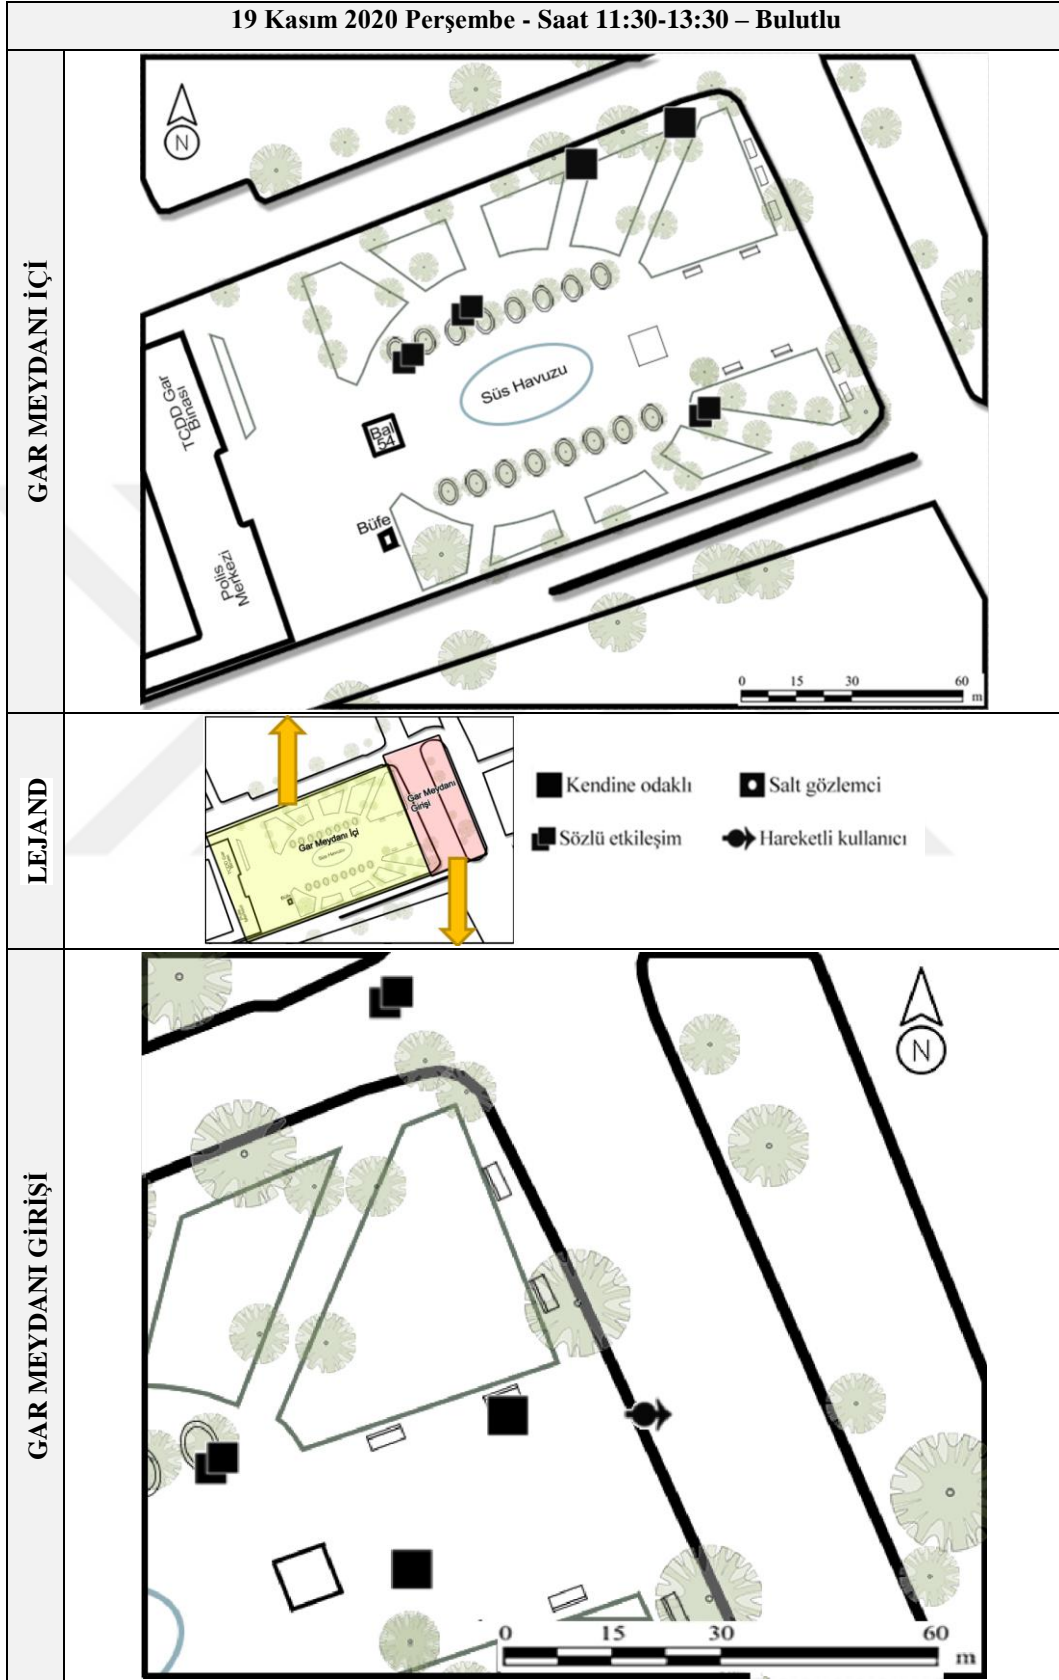 19 Kasım 2020 Perşembe - Saat 11:30-13:30 – Bulutlu
GAR MEYDANI İÇİ
N
TCDD Gar
Binası
Süs Havuzu
Bal
54
Büfe
Polis
Merkezi
0 15 30 60
m
LEJAND
Gar Meydanı
Girişi
Gar Meydanı İçi
Süs Havuzu
Büfe
Kendine odaklı
Salt gözlemci
Sözlü etkileşim
Hareketli kullanıcı
GAR MEYDANI GİRİŞİ
N
0 15 30 60
m